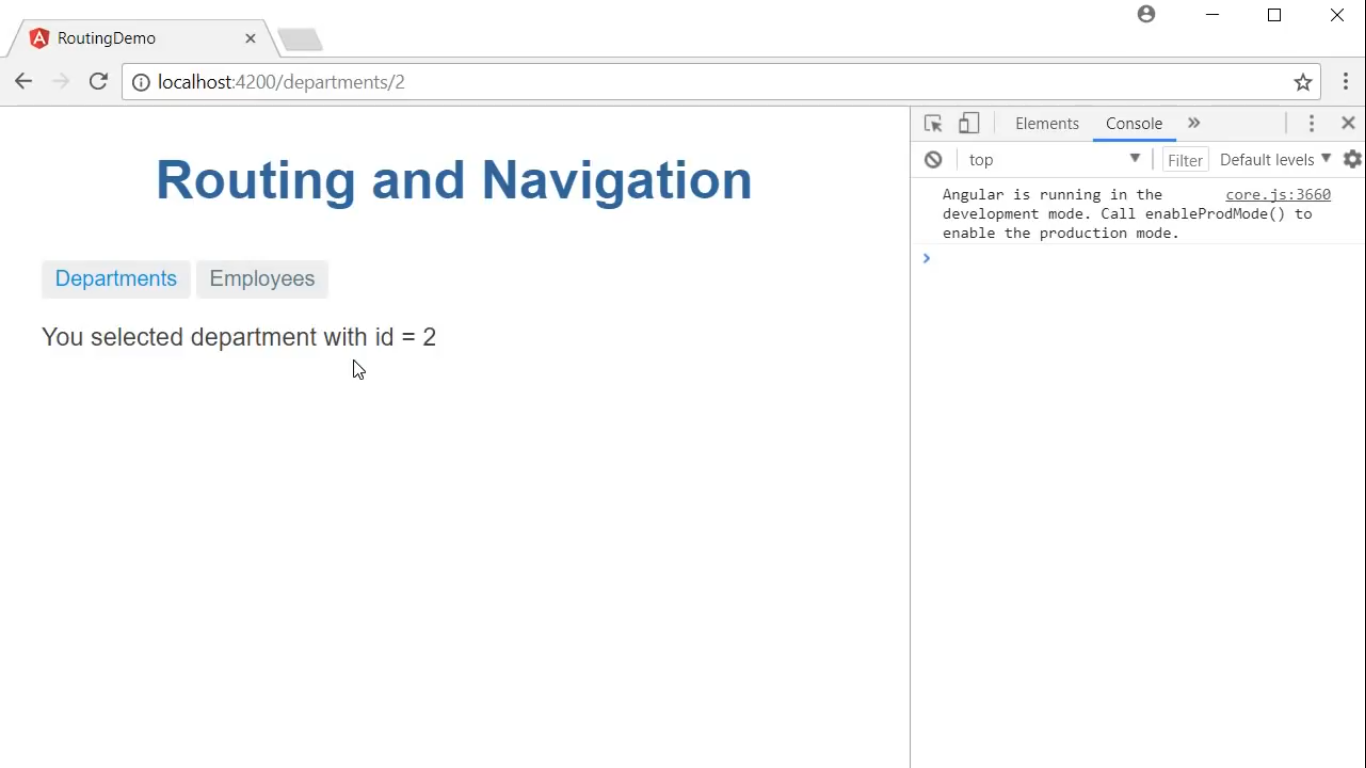 RoutingDemo
localhost:4200/departments/2
Routing and Navigation
Departments Employees
You selected department with id = 2
Elements Console »
top Filter Default levels
Angular is running in the core.js:3660
development mode. Call enableProdMode() to
enable the production mode.